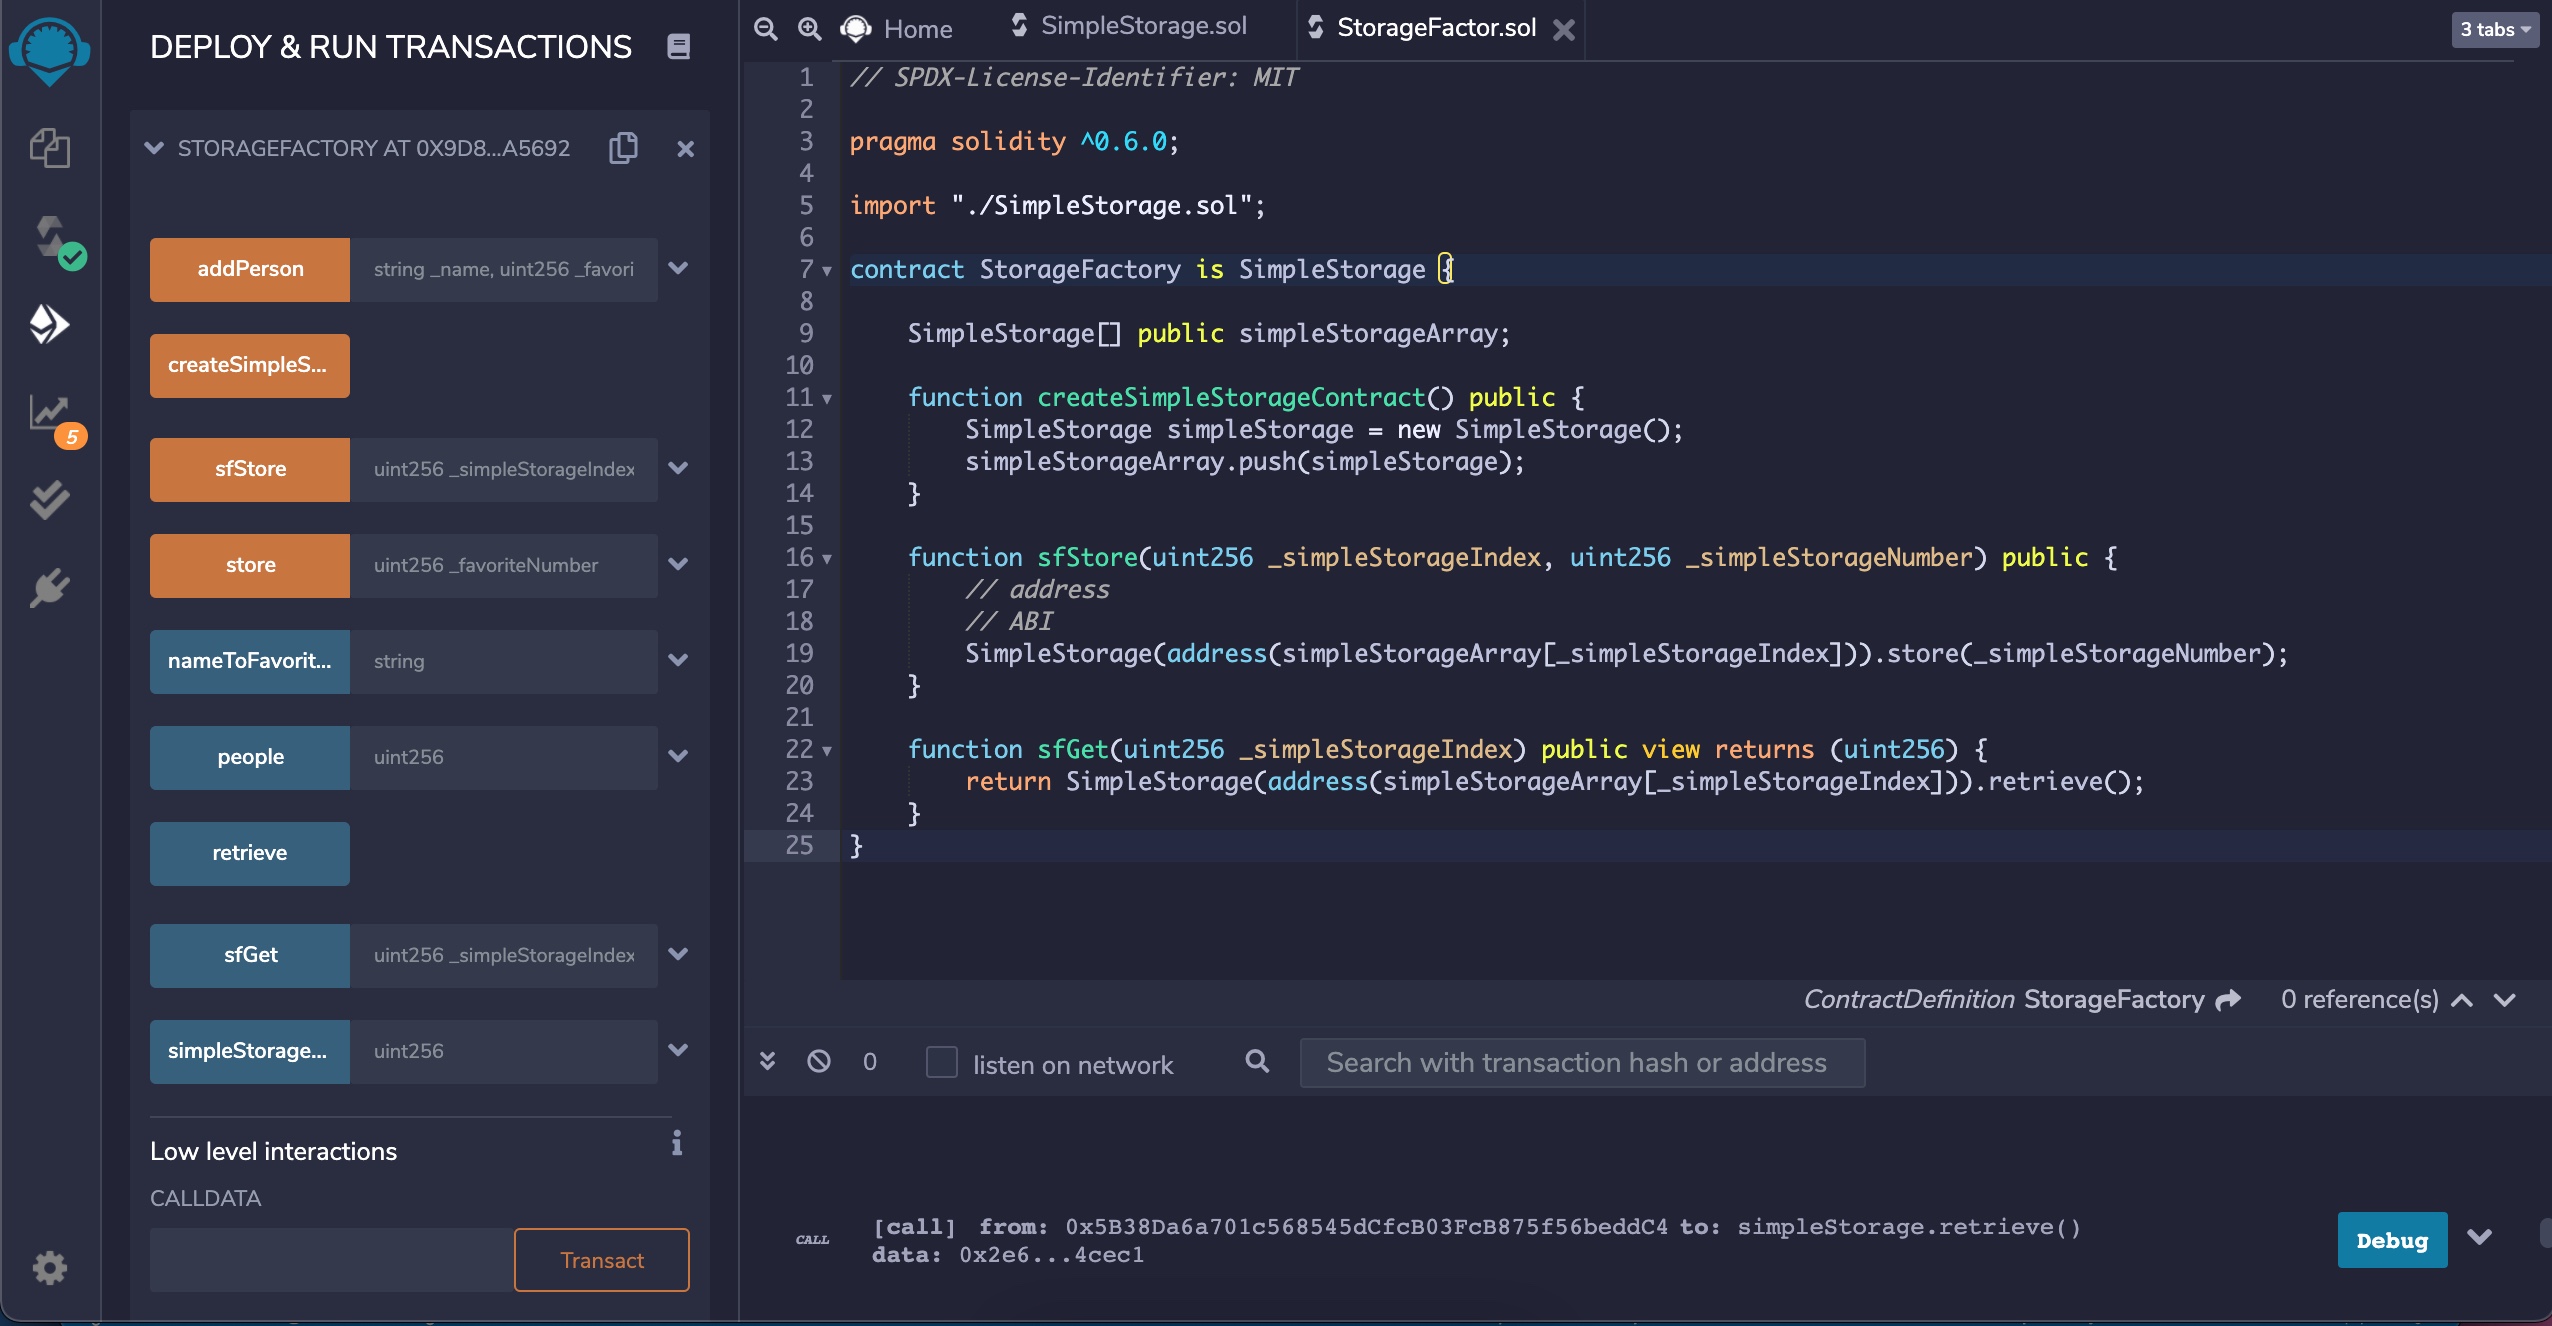 DEPLOY & RUN TRANSACTIONS
STORAGEFACTORY AT 0X9D8...A5692
addPerson string _name, uint256 _favori
createSimpleS...
sfStore uint256 _simpleStorageIndex
store uint256 _favoriteNumber
nameToFavorit... string
people uint256
retrieve
sfGet uint256 _simpleStorageIndex
simpleStorage... uint256
Low level interactions
CALLDATA
Transact
5
Home
SimpleStorage.sol
StorageFactor.sol
3 tabs
1 // SPDX-License-Identifier: MIT
2
3 pragma solidity ^0.6.0;
4
5 import "./SimpleStorage.sol";
6
7 contract StorageFactory is SimpleStorage {
8
9 SimpleStorage[] public simpleStorageArray;
10
11 function createSimpleStorageContract() public {
12 SimpleStorage simpleStorage = new SimpleStorage();
13 simpleStorageArray.push(simpleStorage);
14 }
15
16 function sfStore(uint256 _simpleStorageIndex, uint256 _simpleStorageNumber) public {
17 // address
18 // ABI
19 SimpleStorage(address(simpleStorageArray[_simpleStorageIndex])).store(_simpleStorageNumber);
20 }
21
22 function sfGet(uint256 _simpleStorageIndex) public view returns (uint256) {
23 return SimpleStorage(address(simpleStorageArray[_simpleStorageIndex])).retrieve();
24 }
25 }
ContractDefinition StorageFactory 0 reference(s)
0 listen on network Search with transaction hash or address
CALL [call] from: 0x5B38Da6a701c568545dCfcB03FcB875f56beddC4 to: simpleStorage.retrieve()
data: 0x2e6...4cec1
Debug